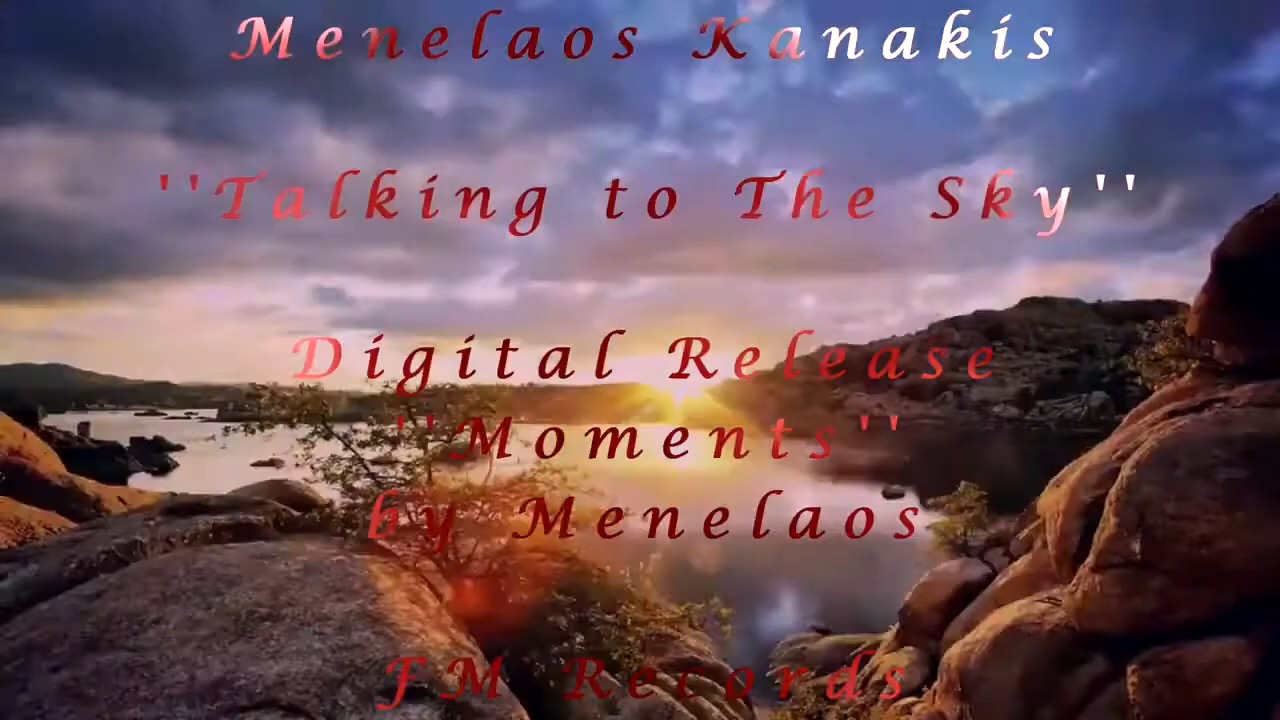 Menelaos Kanakis
''Talking to The Sky''
Digital Release
''Moments''
by Menelaos
FM Records